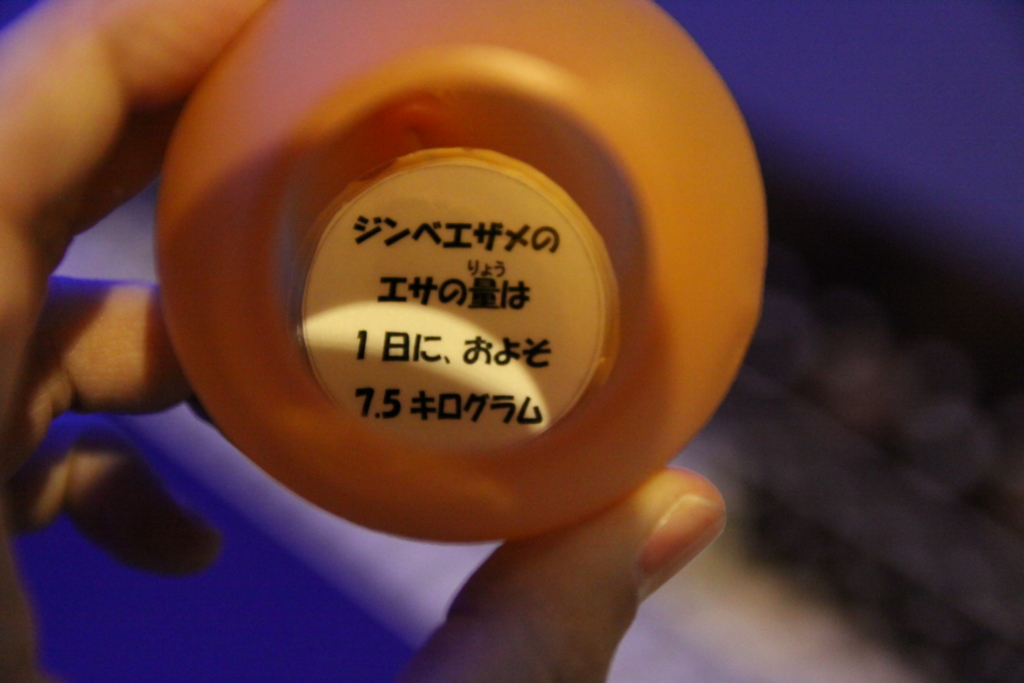 ジンベエザメの
エサの量は
りょう
1日に、およそ
7.5キログラム